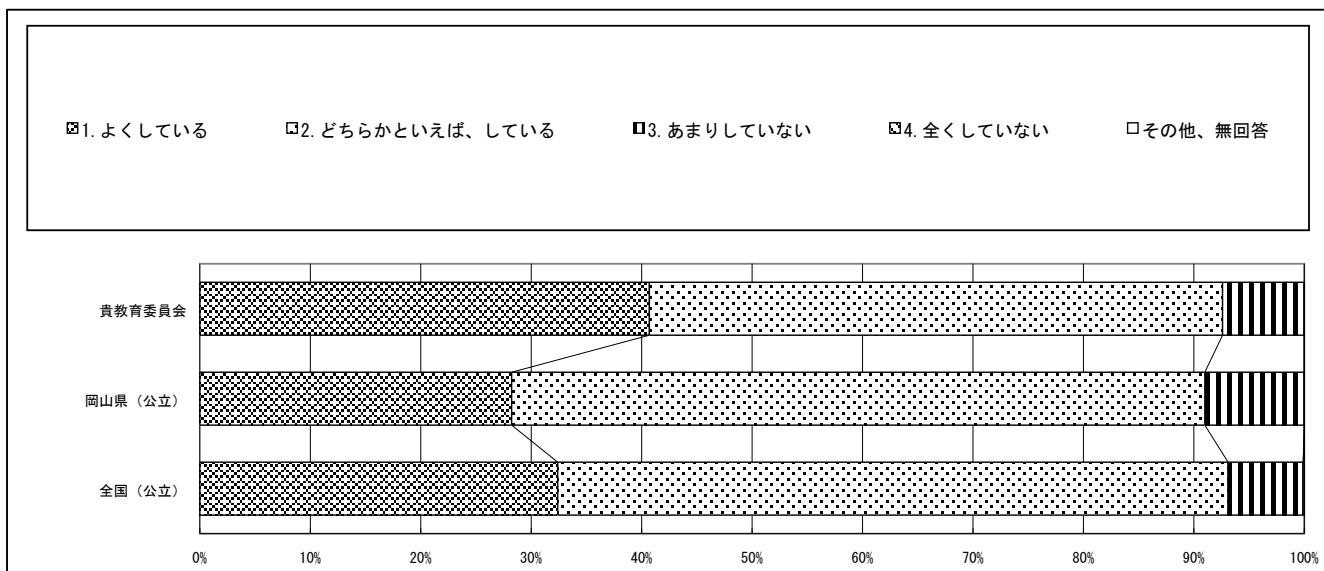 1. よくしている 2. どちらかといえば、している 3. あまりしていない 4. 全くしていない その他、無回答
貴教育委員会
岡山県（公立）
全国（公立）
0% 10% 20% 30% 40% 50% 60% 70% 80% 90% 100%